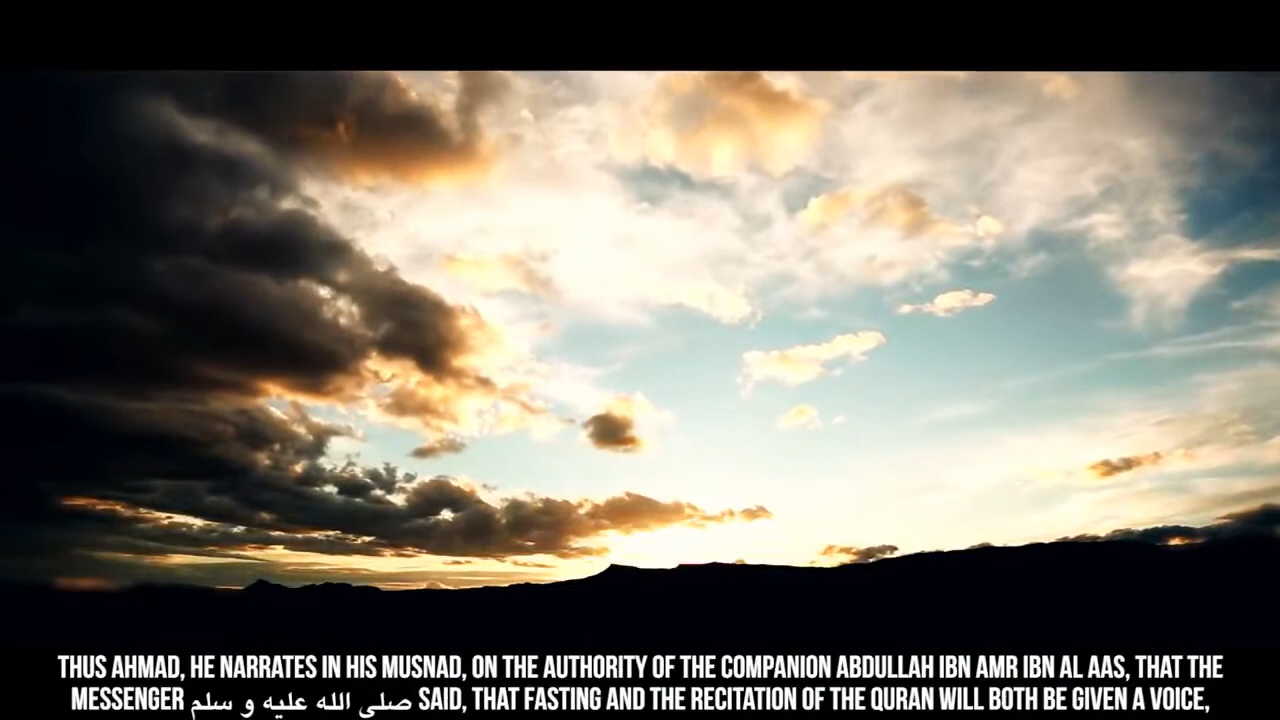 THUS AHMAD, HE NARRATES IN HIS MUSNAD, ON THE AUTHORITY OF THE COMPANION ABDULLAH IBN AMR IBN AL AAS, THAT THE
MESSENGER صلى الله عليه و سلم SAID, THAT FASTING AND THE RECITATION OF THE QURAN WILL BOTH BE GIVEN A VOICE,